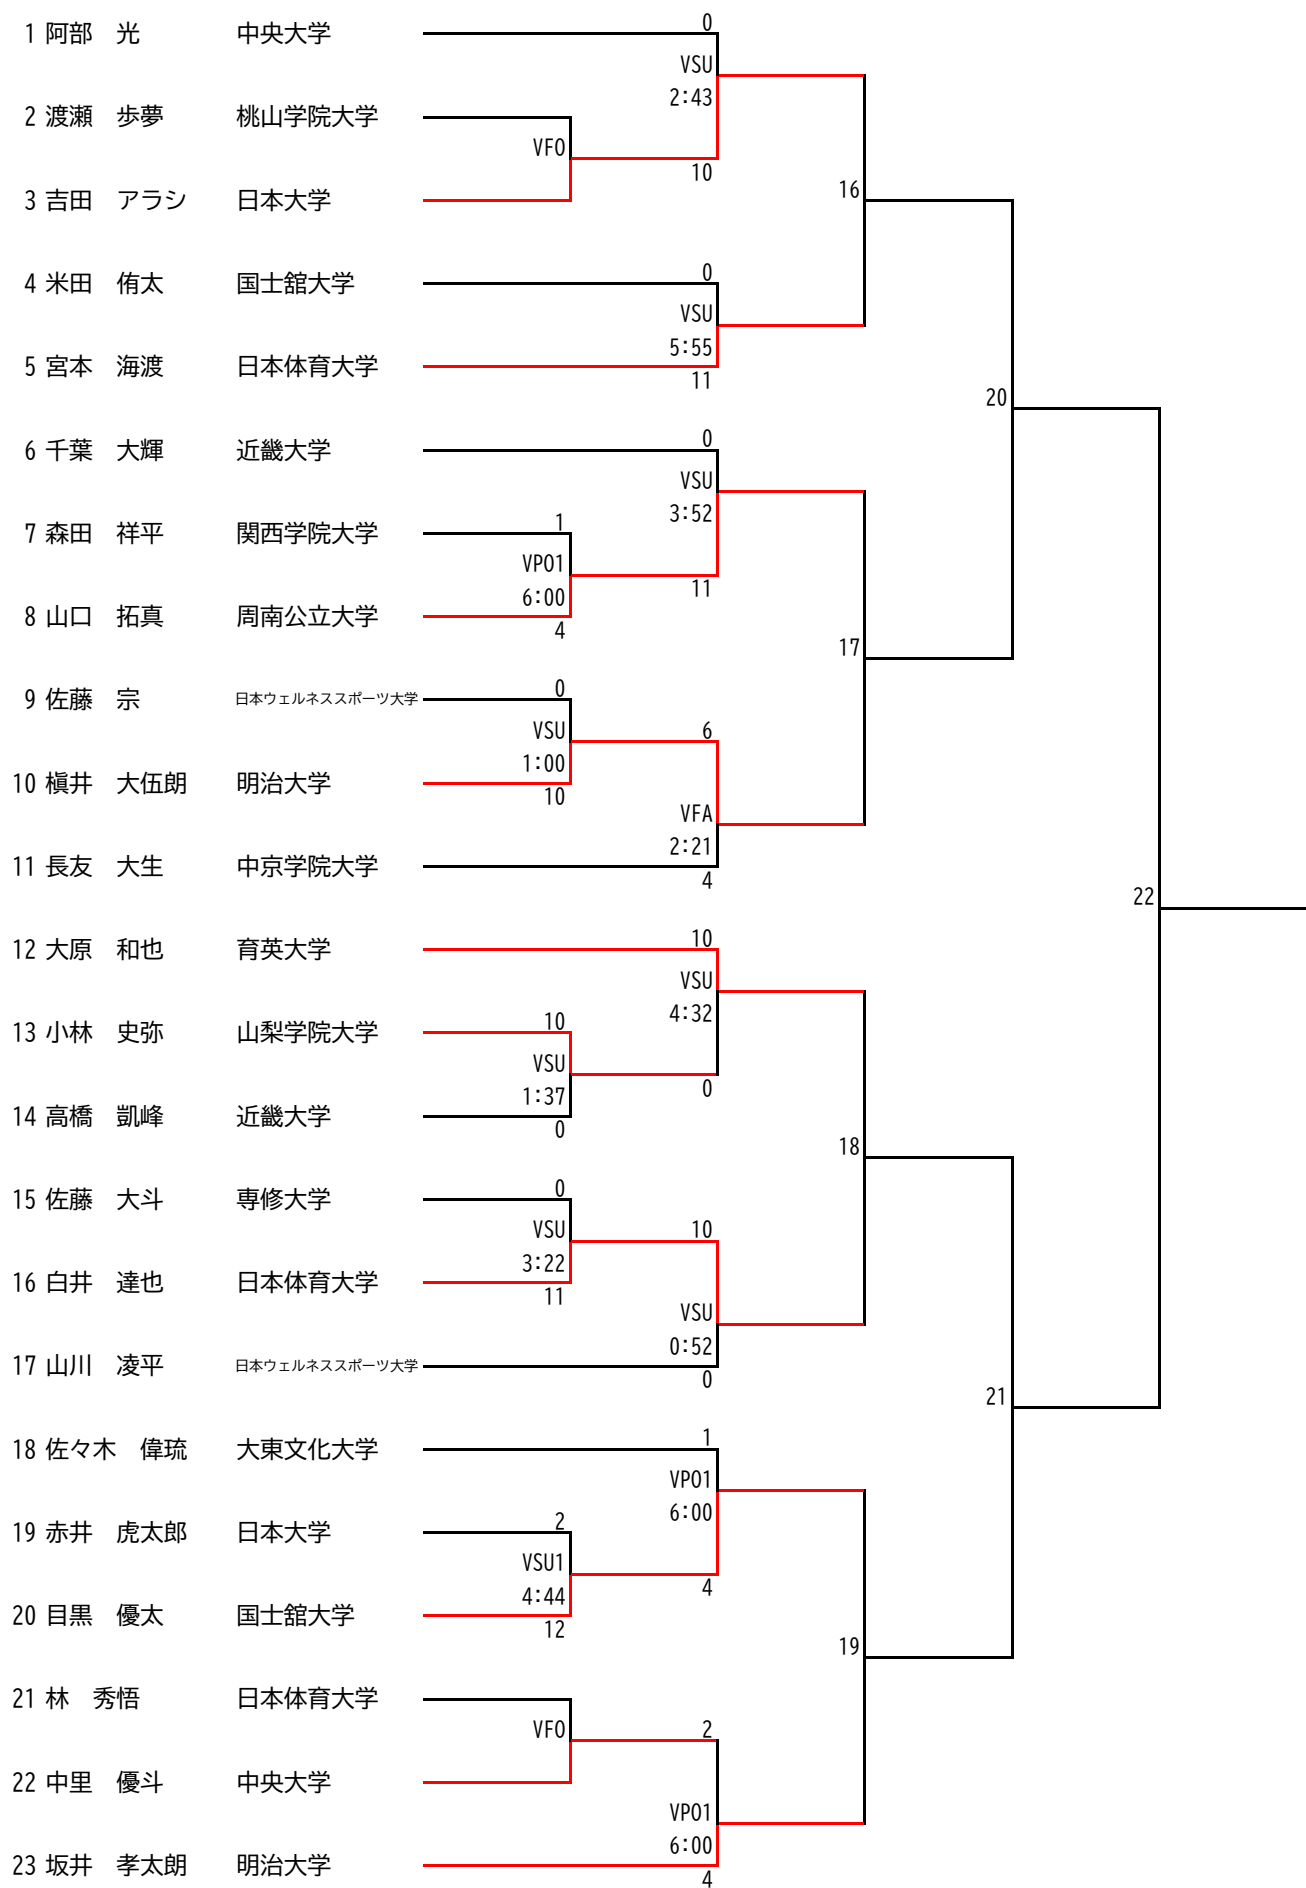 0
1 阿部　光 中央大学
VSU
2:43
2 渡瀬　歩夢 桃山学院大学
VFO
10
16
3 吉田　アラシ 日本大学
0
4 米田　侑太 国士舘大学
VSU
5:55
5 宮本　海渡 日本体育大学
11
20
0
6 千葉　大輝 近畿大学
VSU
3:52
1
7 森田　祥平 関西学院大学
VPO1
11
6:00
8 山口　拓真 周南公立大学
4
17
0
9 佐藤　宗 日本ウェルネススポーツ大学
VSU
6
1:00
10 槇井　大伍朗 明治大学
10
VFA
2:21
11 長友　大生 中京学院大学
4
22
10
12 大原　和也 育英大学
VSU
4:32
10
13 小林　史弥 山梨学院大学
VSU
0
1:37
14 高橋　凱峰 近畿大学
0
18
0
15 佐藤　大斗 専修大学
VSU
10
3:22
16 白井　達也 日本体育大学
11
VSU
0:52
17 山川　凌平 日本ウェルネススポーツ大学
0
21
1
18 佐々木　偉琉 大東文化大学
VPO1
6:00
2
19 赤井　虎太郎 日本大学
VSU1
4
4:44
20 目黒　優太 国士舘大学
12
19
21 林　秀悟 日本体育大学
VFO
2
22 中里　優斗 中央大学
VPO1
6:00
23 坂井　孝太朗 明治大学
4